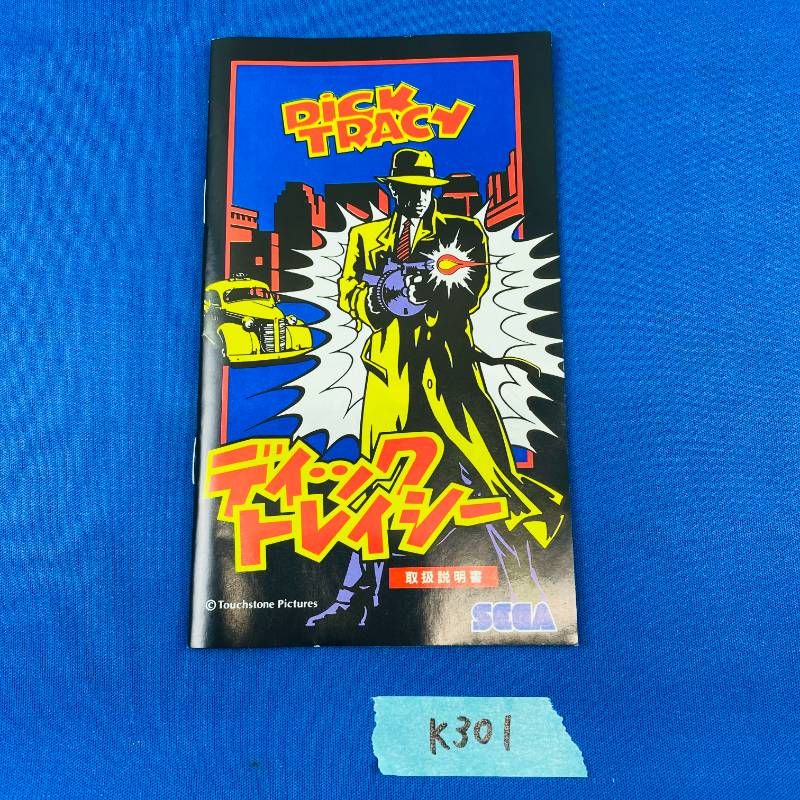 DICK
TRACY
ディック
トレイシー
取扱説明書
© Touchstone Pictures
SEGA
K301